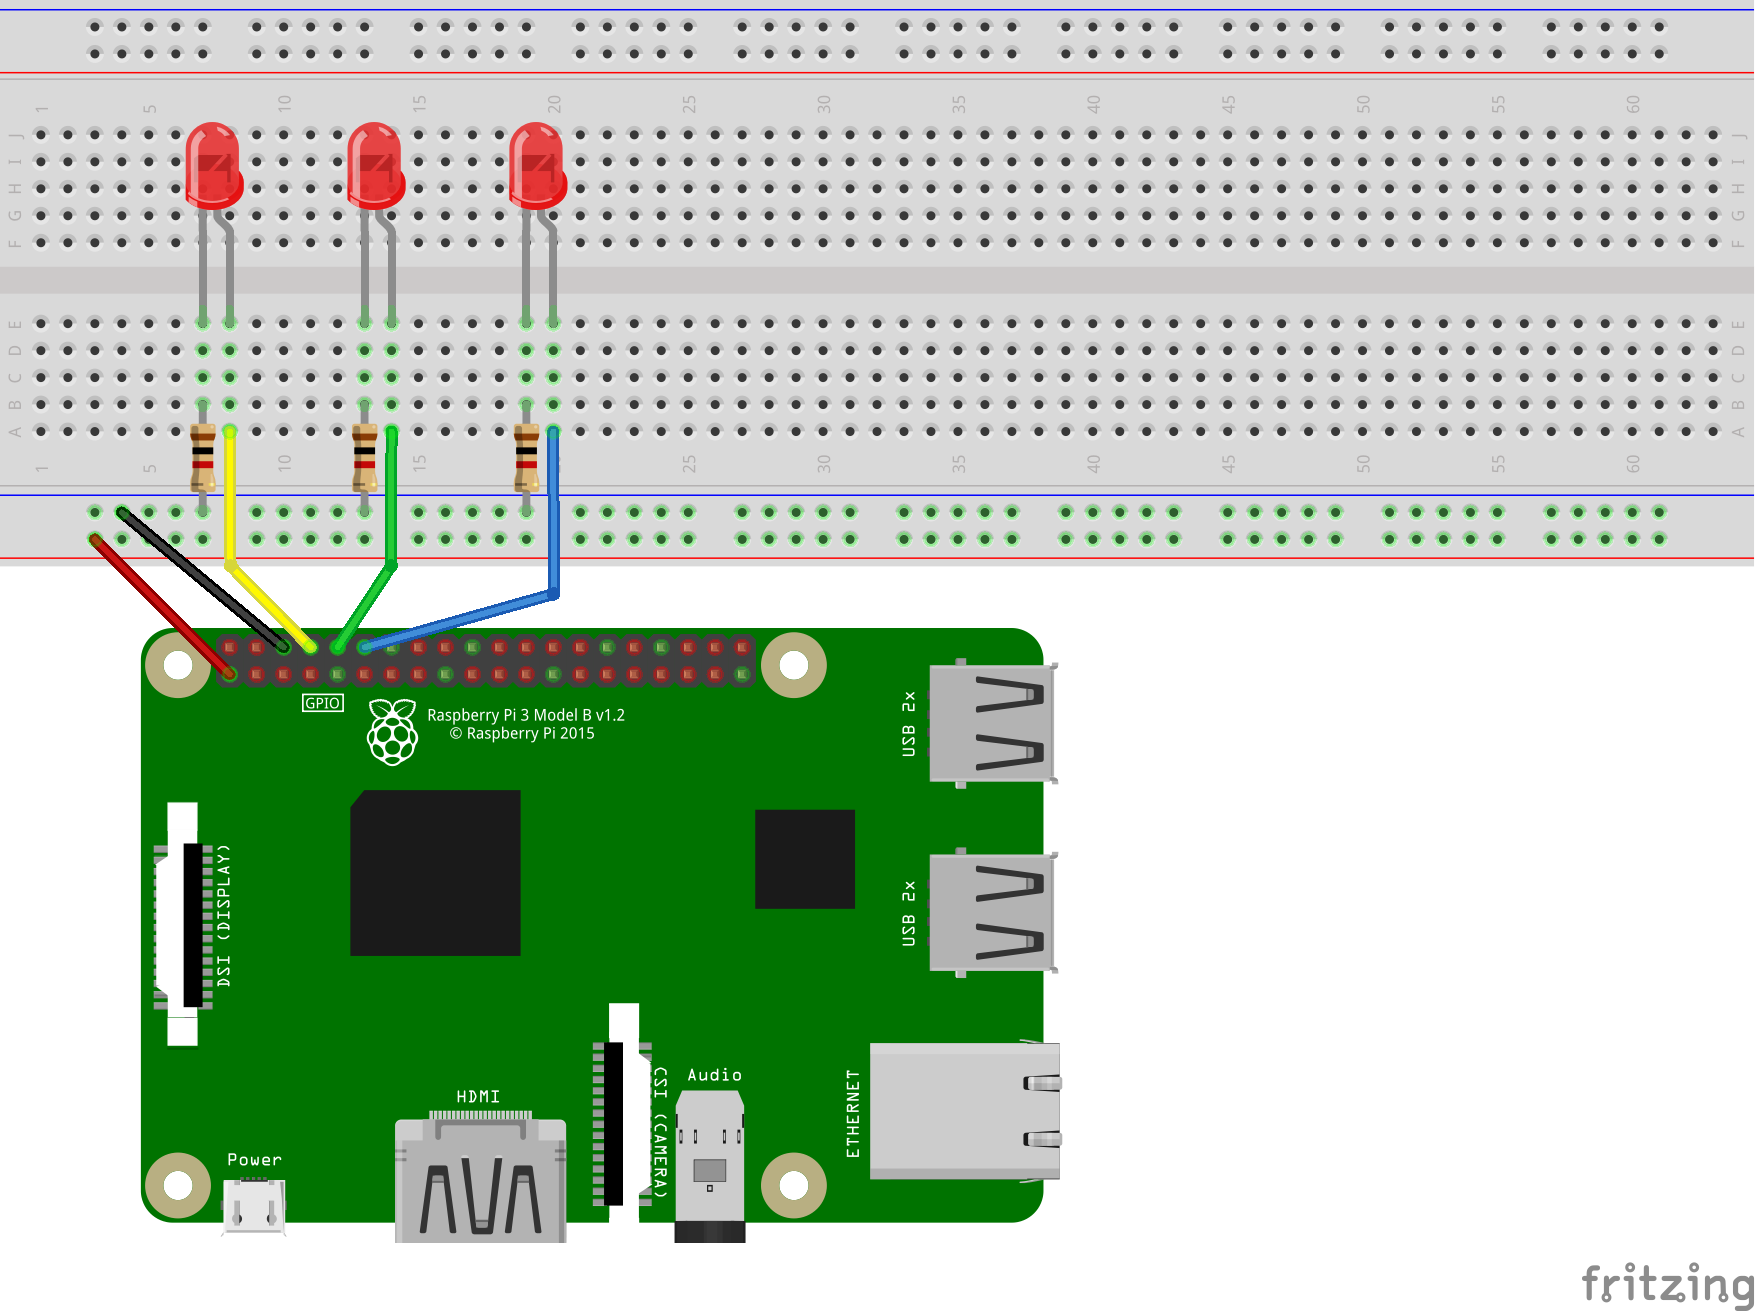 1 5 10 15 20 25 30 35 40 45 50 55 60
J J
I I
H H
G G
F F
E E
D D
C C
B B
A A
1 5 10 15 25 30 35 40 45 50 55 60
GPIO
Raspberry Pi 3 Model B v1.2
© Raspberry Pi 2015
USB 2x
DSI (DISPLAY)
USB 2x
CSI (CAMERA)
Audio
ETHERNET
HDMI
Power
fritzing